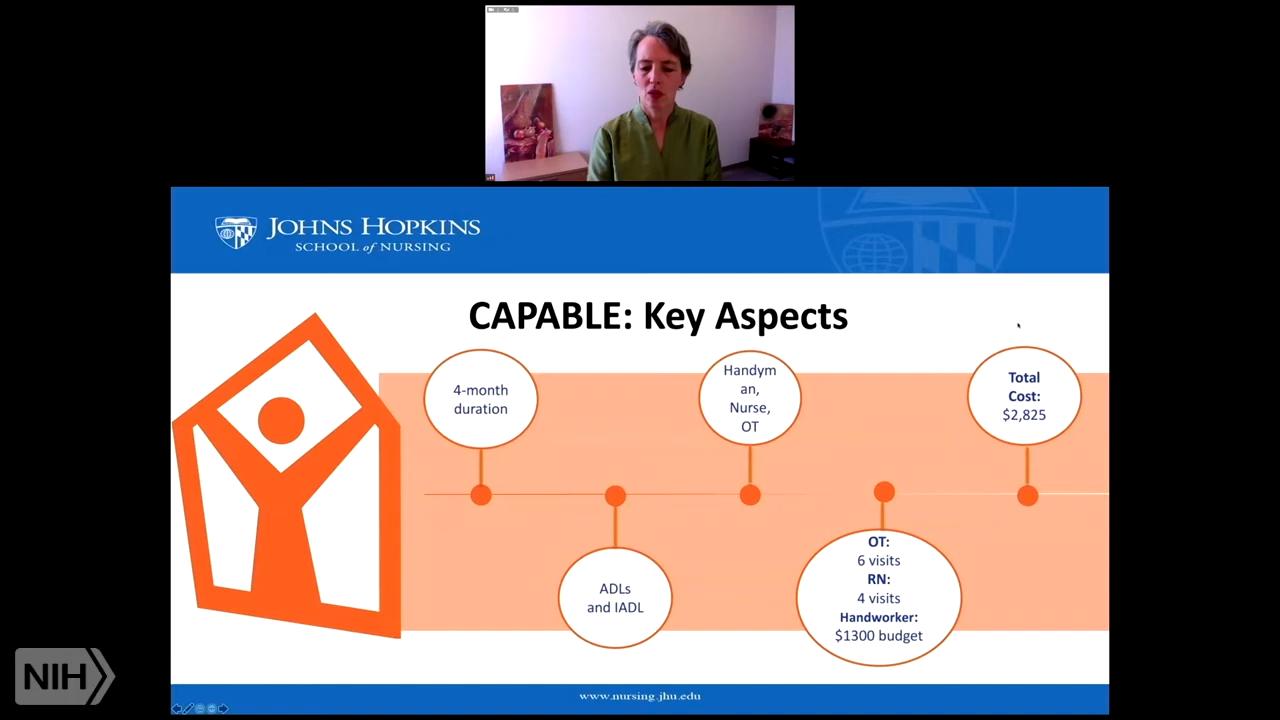 JOHNS HOPKINS
SCHOOL of NURSING
CAPABLE: Key Aspects
4-month
duration
ADLs
and IADL
Handym
an,
Nurse,
OT
OT:
6 visits
RN:
4 visits
Handworker:
$1300 budget
Total
Cost:
$2,825
NIH
www.nursing.jhu.edu